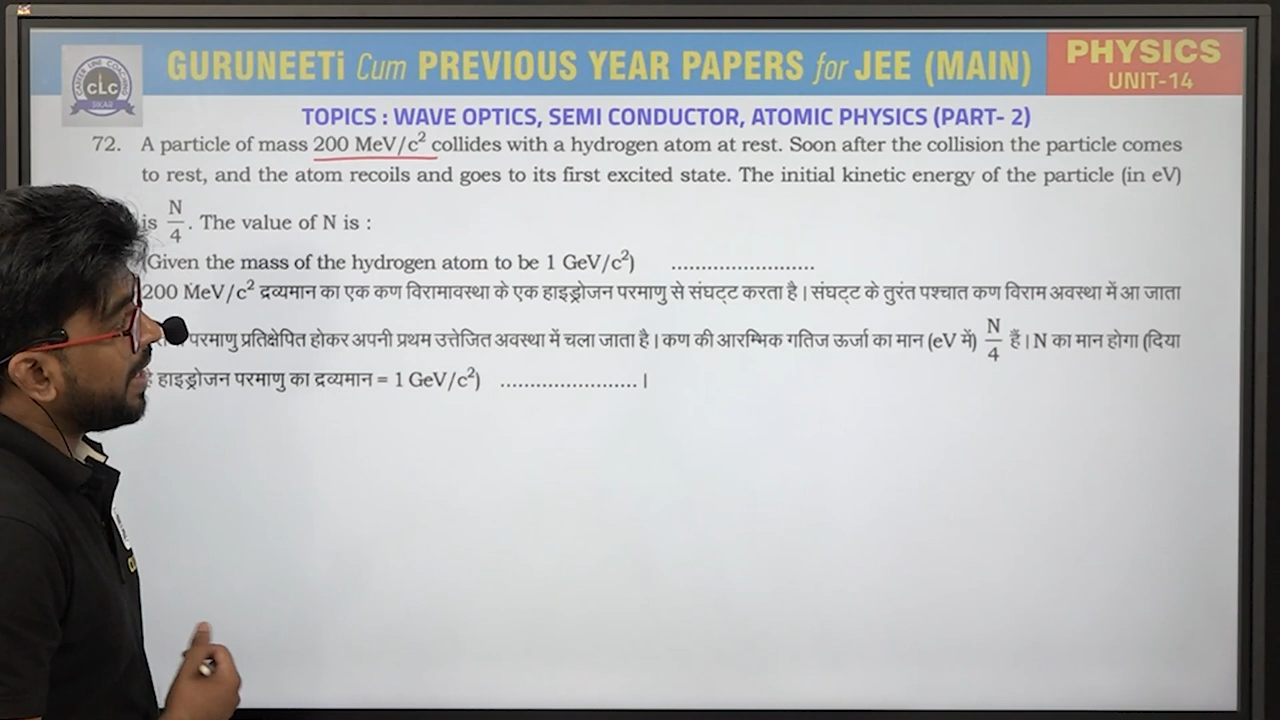 GURUNEETi Cum PREVIOUS YEAR PAPERS for JEE (MAIN)
PHYSICS
UNIT-14
CAREER LINE COACHING
CLC
SIKAR
TOPICS : WAVE OPTICS, SEMI CONDUCTOR, ATOMIC PHYSICS (PART- 2)
72. A particle of mass 200 MeV/c² collides with a hydrogen atom at rest. Soon after the collision the particle comes
to rest, and the atom recoils and goes to its first excited state. The initial kinetic energy of the particle (in eV)
is N/4. The value of N is :
(Given the mass of the hydrogen atom to be 1 GeV/c²) ........................
200 MeV/c² द्रव्यमान का एक कण विरामावस्था के एक हाइड्रोजन परमाणु से संघट्ट करता है। संघट्ट के तुरंत पश्चात कण विराम अवस्था में आ जाता
परमाणु प्रतिक्षेपित होकर अपनी प्रथम उत्तेजित अवस्था में चला जाता है। कण की आरम्भिक गतिज ऊर्जा का मान (eV में) N/4 हैं। N का मान होगा (दिया
है हाइड्रोजन परमाणु का द्रव्यमान = 1 GeV/c²) ....................... ।